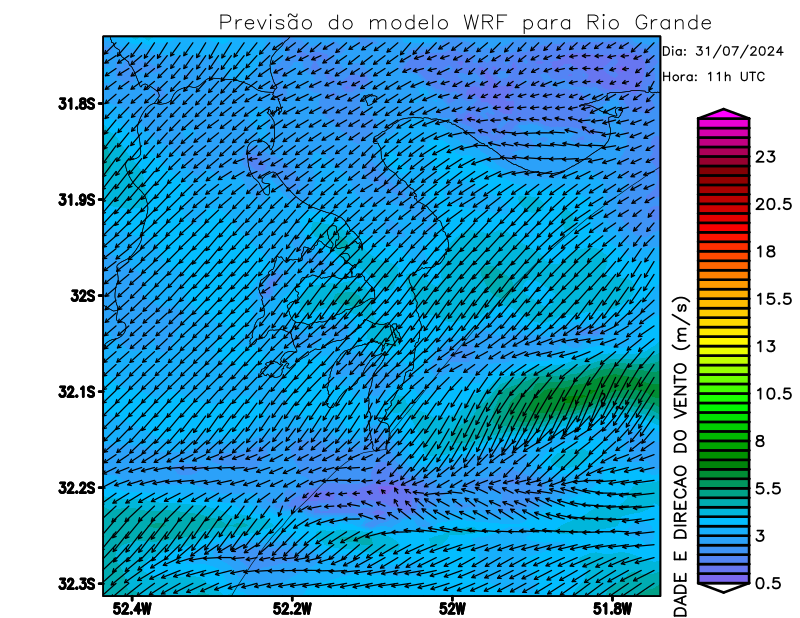 Previsão do modelo WRF para Rio Grande
Dia: 31/07/2024
Hora: 11h UTC
31.8S
31.9S
32S
32.1S
32.2S
32.3S
52.4W
52.2W
52W
51.8W
23
20.5
18
15.5
13
10.5
8
5.5
3
0.5
DADE E DIRECAO DO VENTO (m/s)